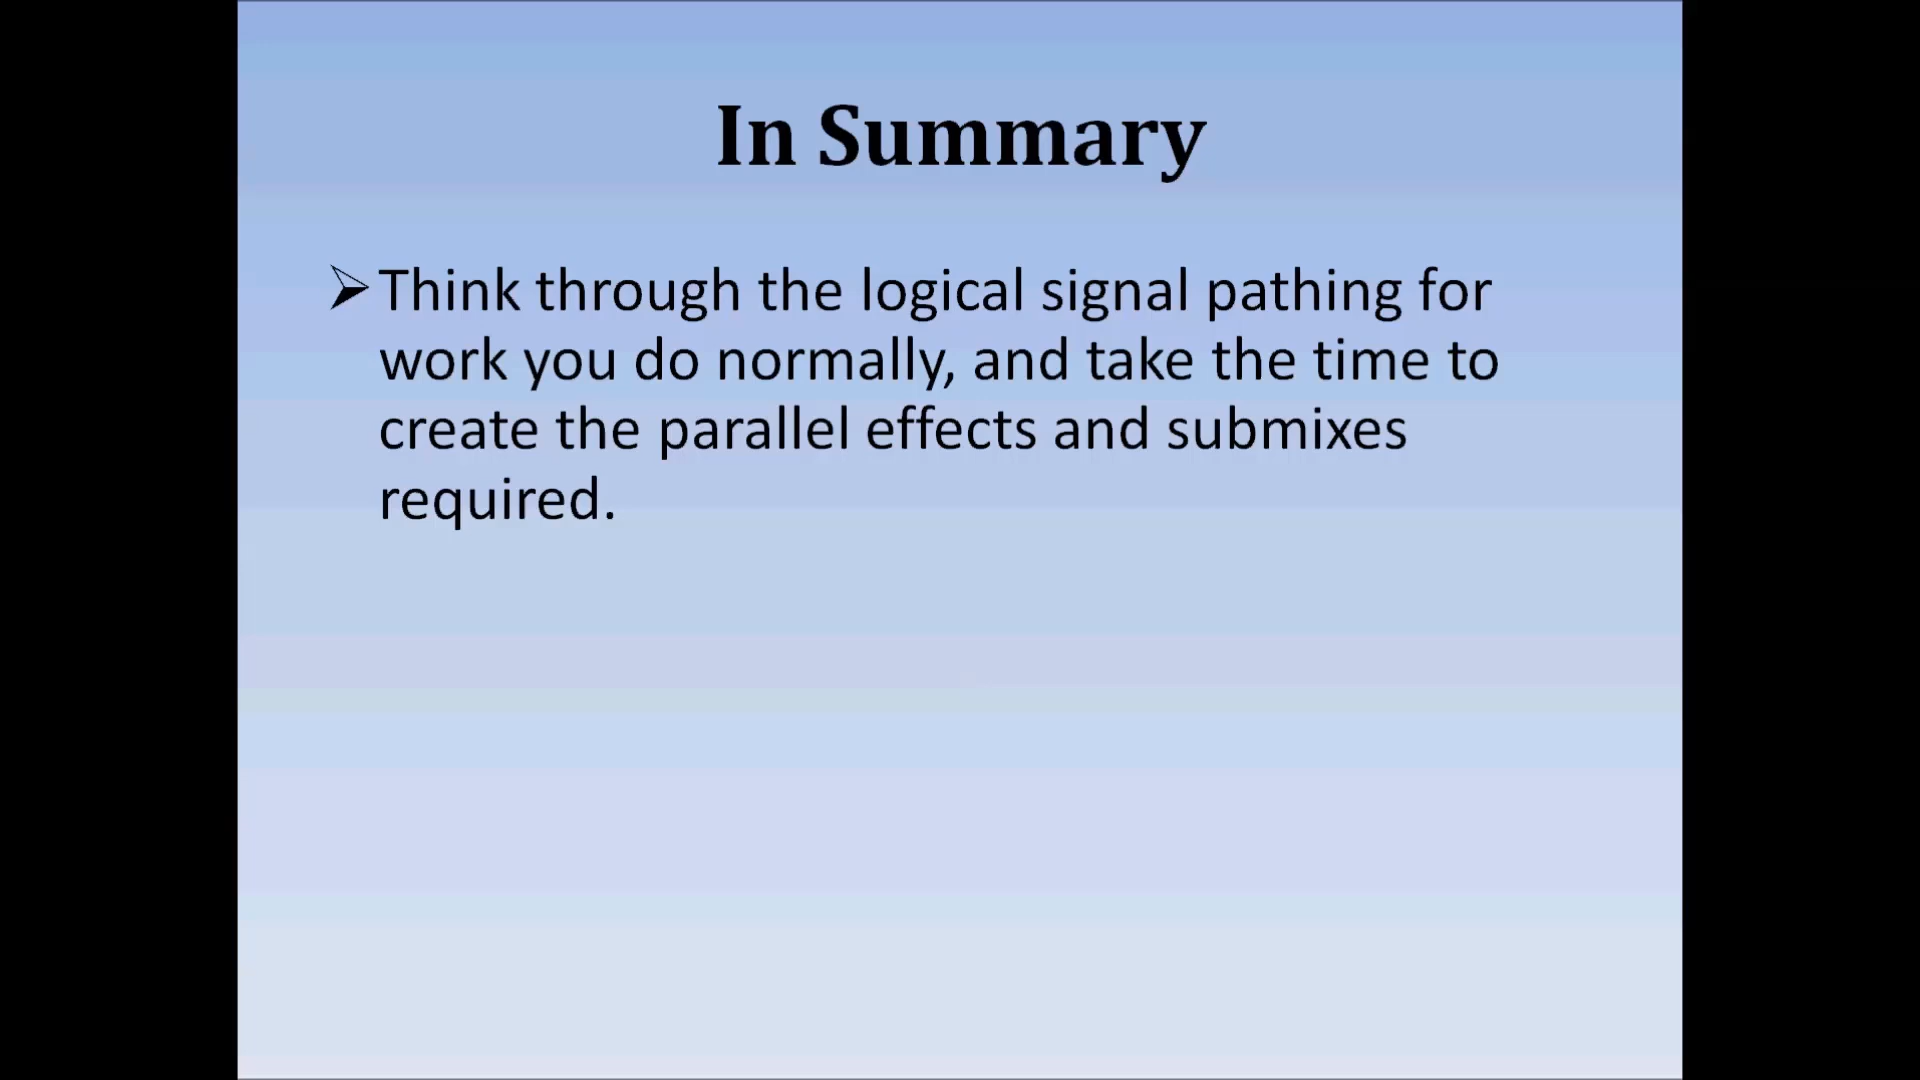 In Summary
➢Think through the logical signal pathing for
work you do normally, and take the time to
create the parallel effects and submixes
required.